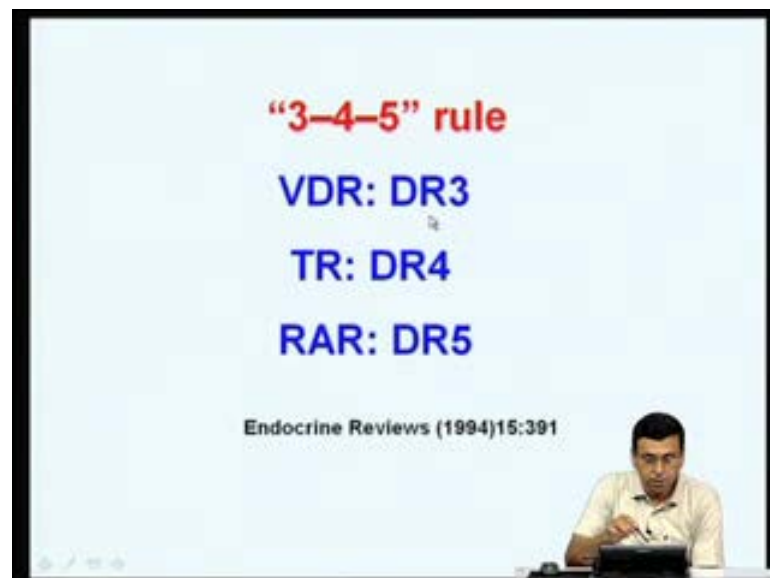 “3–4–5” rule
VDR: DR3
TR: DR4
RAR: DR5
Endocrine Reviews (1994)15:391